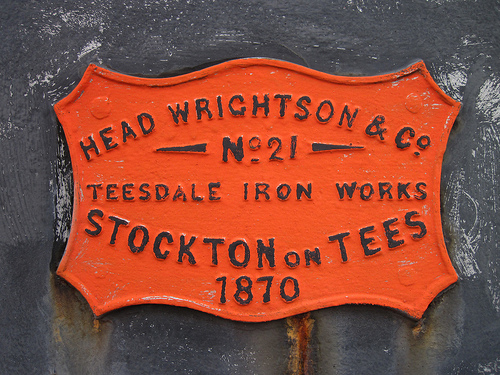 HEAD WRIGHTSON & Co
No 21
TEESDALE IRON WORKS
STOCKTON ON TEES
1870